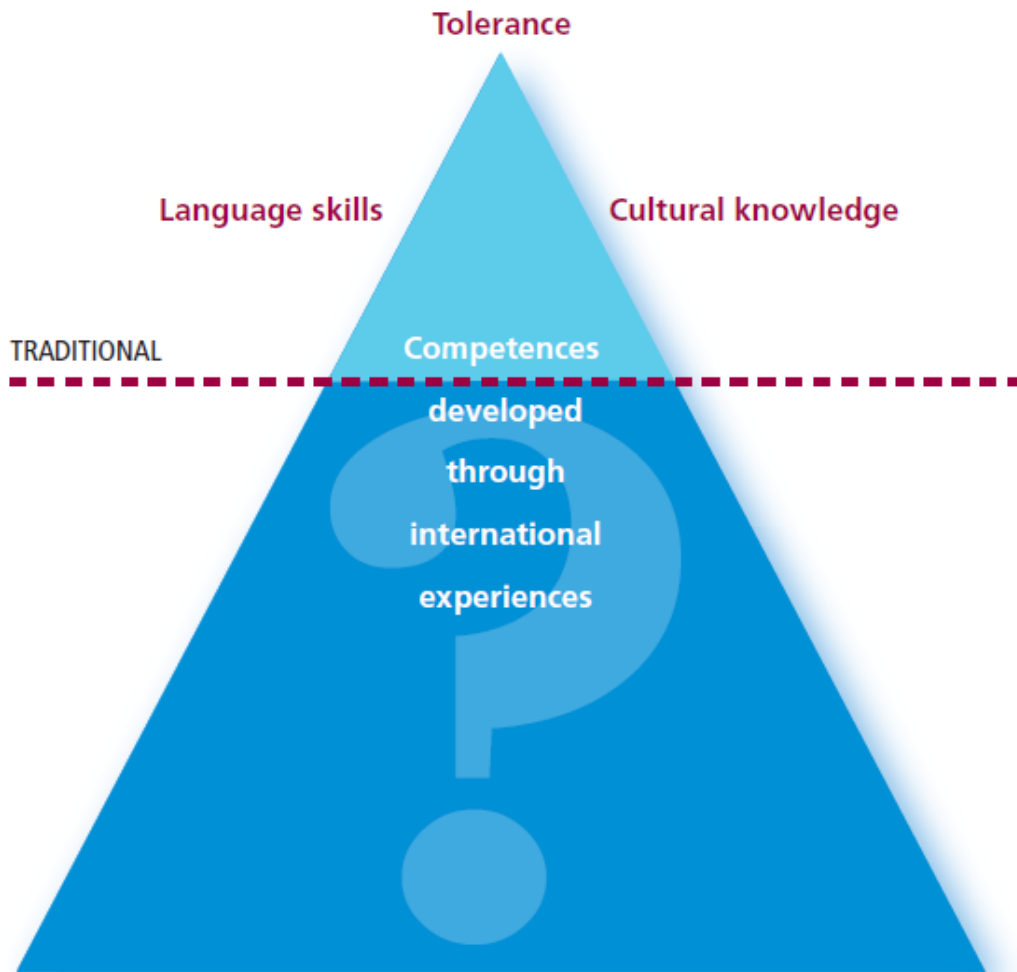 Tolerance
Language skills
Cultural knowledge
TRADITIONAL
Competences
developed
through
international
experiences
?